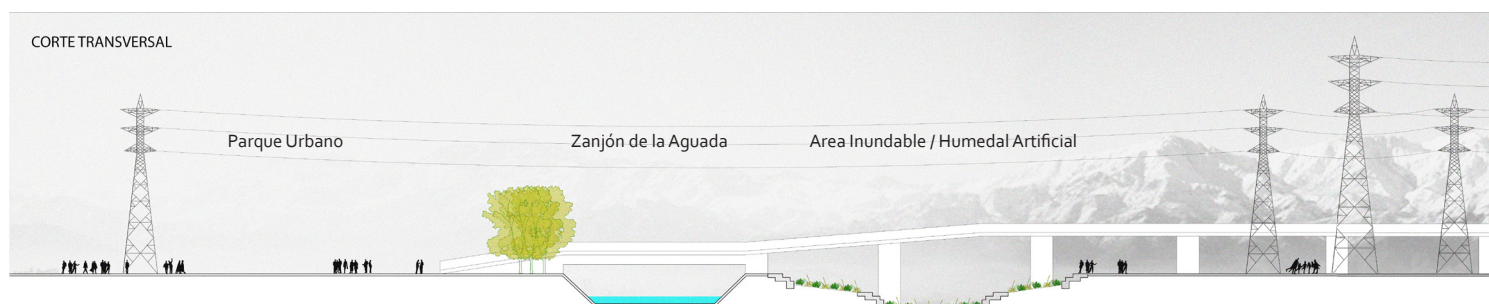 CORTE TRANSVERSAL
Parque Urbano
Zanjón de la Aguada
Area Inundable / Humedal Artificial